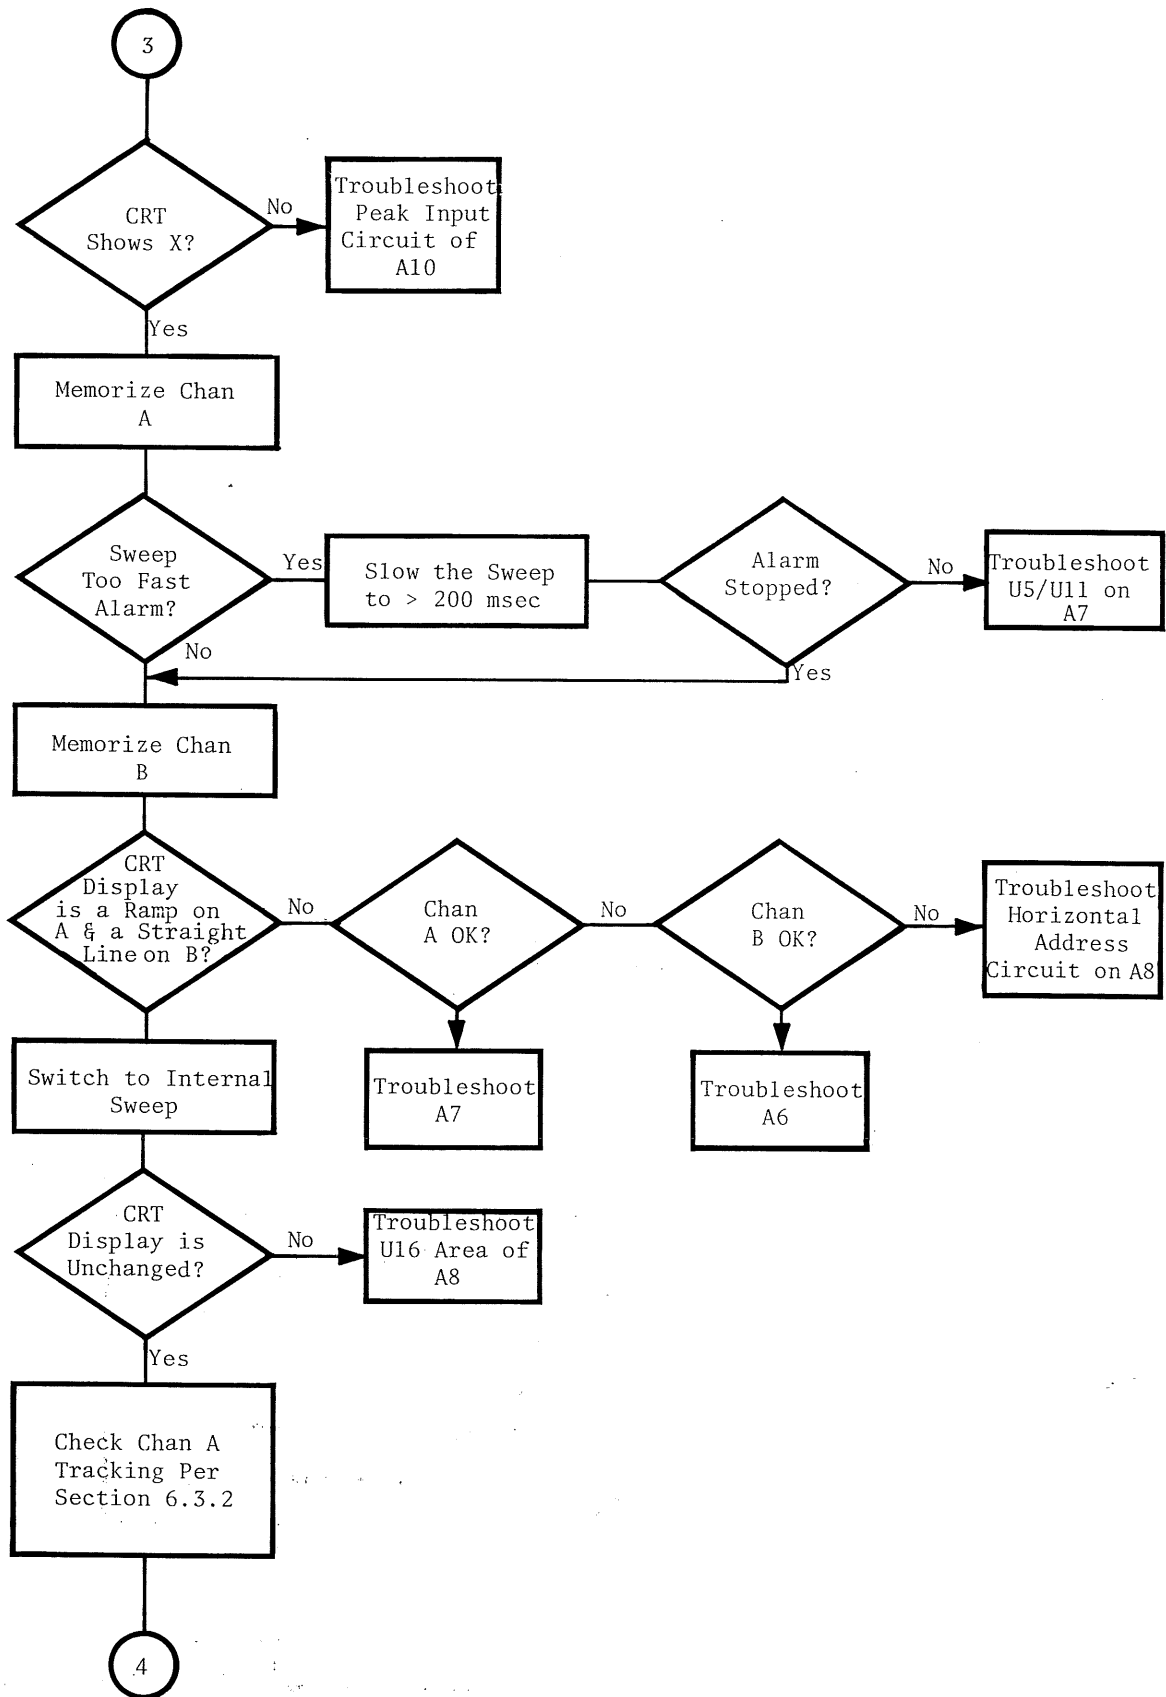 3
CRT
Shows X?
No
Troubleshoot
Peak Input
Circuit of
A10
Yes
Memorize Chan
A
Sweep
Too Fast
Alarm?
Yes
Slow the Sweep
to > 200 msec
Alarm
Stopped?
No
Troubleshoot
U5/U11 on
A7
No
Yes
Memorize Chan
B
CRT
Display
is a Ramp on
A & a Straight
Line on B?
No
Chan
A OK?
No
Chan
B OK?
No
Troubleshoot
Horizontal
Address
Circuit on A8
Switch to Internal
Sweep
Troubleshoot
A7
Troubleshoot
A6
CRT
Display is
Unchanged?
No
Troubleshoot
U16 Area of
A8
Yes
Check Chan A
Tracking Per
Section 6.3.2
4